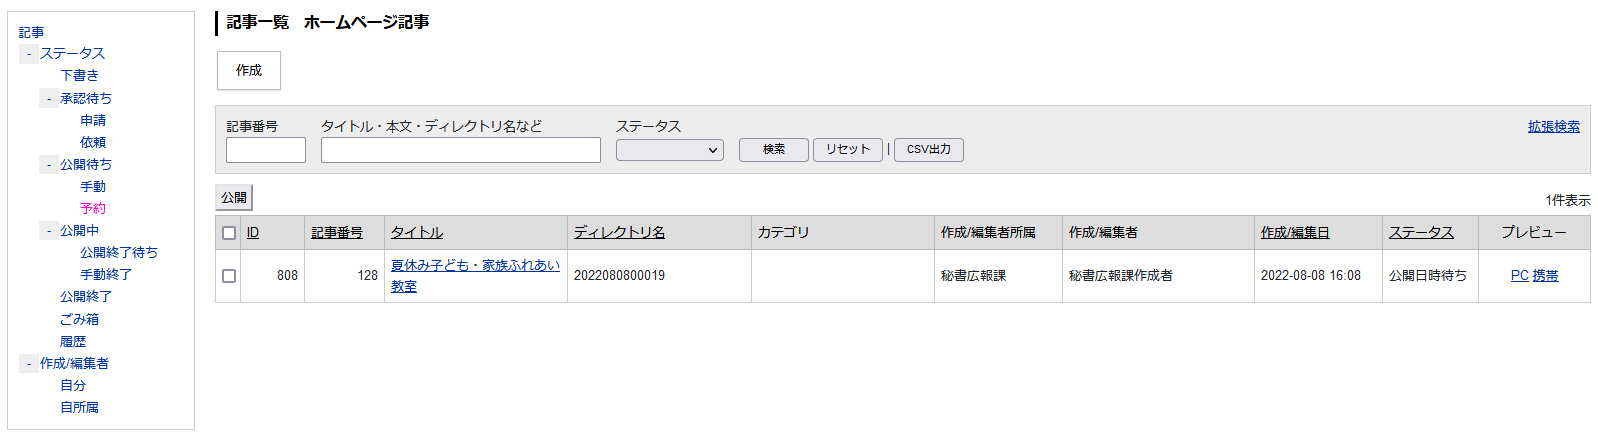 記事
- ステータス
下書き
- 承認待ち
申請
依頼
- 公開待ち
手動
予約
- 公開中
公開終了待ち
手動終了
公開終了
ごみ箱
履歴
- 作成/編集者
自分
自所属
記事一覧 ホームページ記事
作成
記事番号 タイトル・本文・ディレクトリ名など ステータス
検索 リセット | CSV出力 拡張検索
公開 1件表示
ID 記事番号 タイトル ディレクトリ名 カテゴリ 作成/編集者所属 作成/編集者 作成/編集日 ステータス プレビュー
808 128 夏休み子ども・家族ふれあい教室 2022080800019 秘書広報課 秘書広報課作成者 2022-08-08 16:08 公開日時待ち PC 携帯